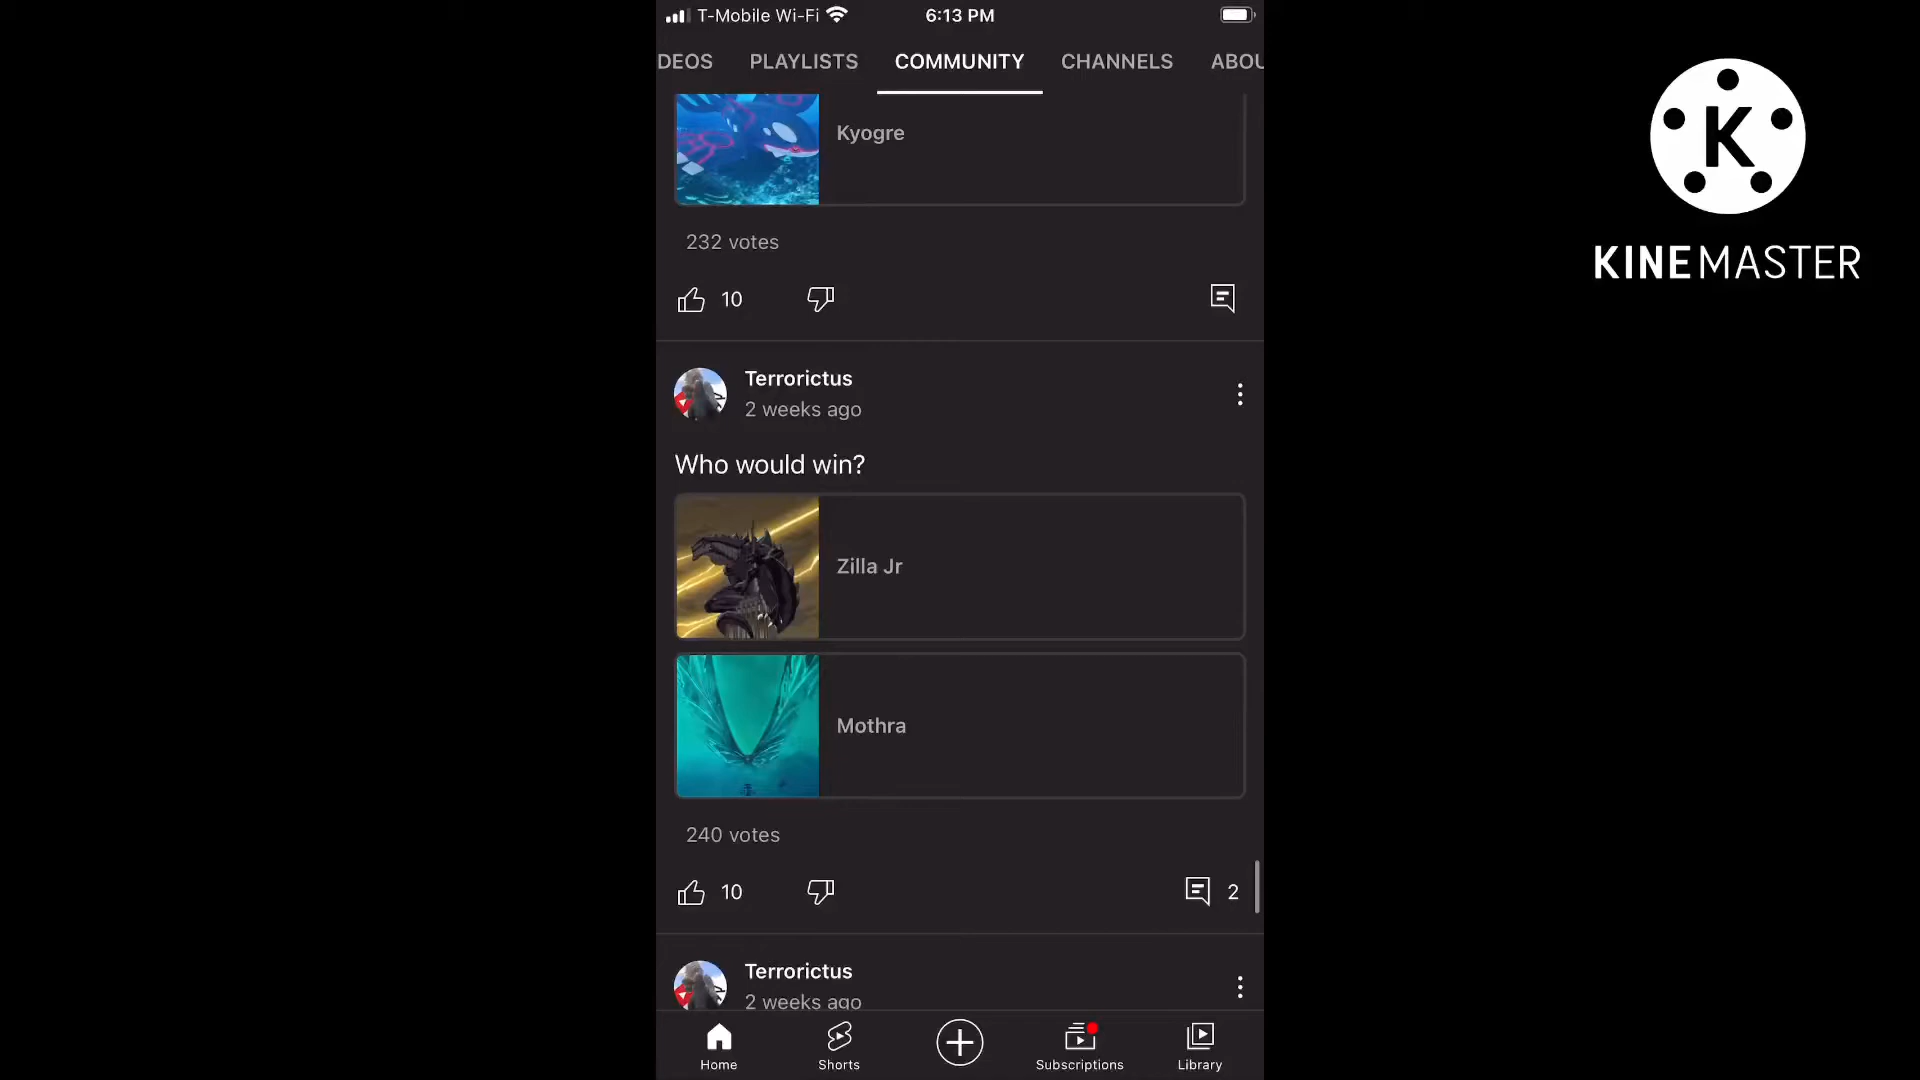 T-Mobile Wi-Fi 6:13 PM
DEOS PLAYLISTS COMMUNITY CHANNELS ABOU
Kyogre
232 votes
10
Terrorictus
2 weeks ago
Who would win?
Zilla Jr
Mothra
240 votes
10 2
Terrorictus
2 weeks ago
Home Shorts Subscriptions Library
K
KINEMASTER